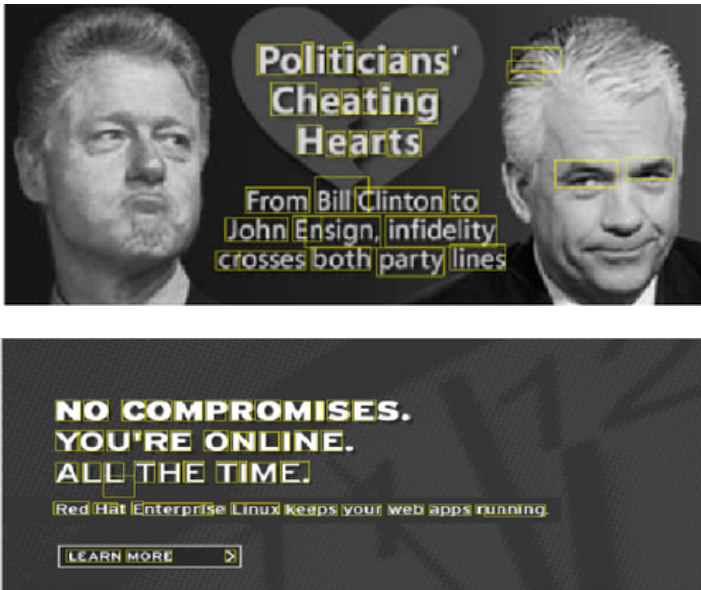 Politicians'
Cheating
Hearts
From Bill Clinton to
John Ensign, infidelity
crosses both party lines
NO COMPROMISES.
YOU'RE ONLINE.
ALL THE TIME.
Red Hat Enterprise Linux keeps your web apps running.
LEARN MORE >